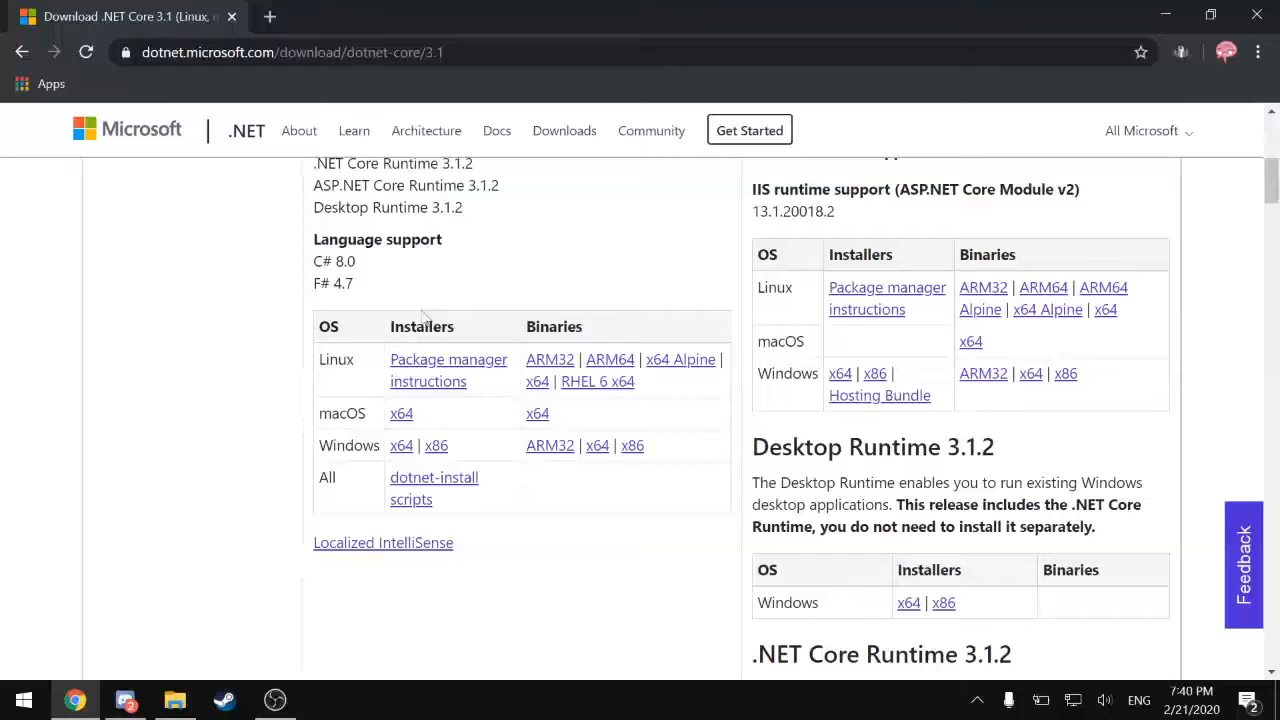 Download .NET Core 3.1 (Linux,
dotnet.microsoft.com/download/dotnet-core/3.1
Apps
Microsoft | .NET About Learn Architecture Docs Downloads Community Get Started All Microsoft
.NET Core Runtime 3.1.2
ASP.NET Core Runtime 3.1.2
Desktop Runtime 3.1.2
Language support
C# 8.0
F# 4.7
OS Installers Binaries
Linux Package manager instructions ARM32 | ARM64 | x64 Alpine |
x64 | RHEL 6 x64
macOS x64 x64
Windows x64 | x86 ARM32 | x64 | x86
All dotnet-install
scripts
Localized IntelliSense
IIS runtime support (ASP.NET Core Module v2)
13.1.20018.2
OS Installers Binaries
Linux Package manager instructions ARM32 | ARM64 | ARM64
Alpine | x64 Alpine | x64
macOS x64
Windows x64 | x86 | ARM32 | x64 | x86
Hosting Bundle
Desktop Runtime 3.1.2
The Desktop Runtime enables you to run existing Windows
desktop applications. This release includes the .NET Core
Runtime, you do not need to install it separately.
OS Installers Binaries
Windows x64 | x86
.NET Core Runtime 3.1.2
Feedback
2
ENG
7:40 PM
2/21/2020
2